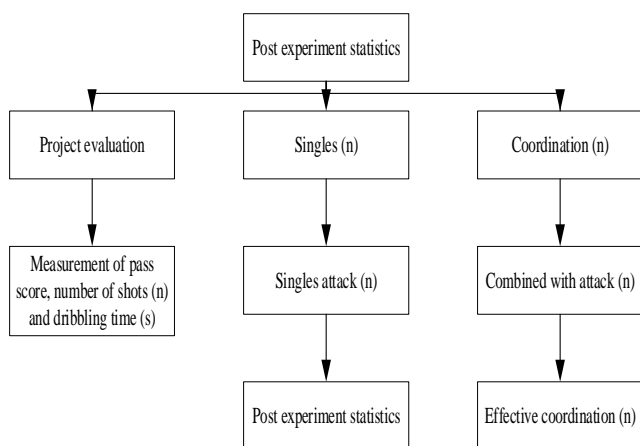 Post experiment statistics
Project evaluation
Singles (n)
Coordination (n)
Measurement of pass
score, number of shots (n)
and dribbling time (s)
Singles attack (n)
Combined with attack (n)
Post experiment statistics
Effective coordination (n)